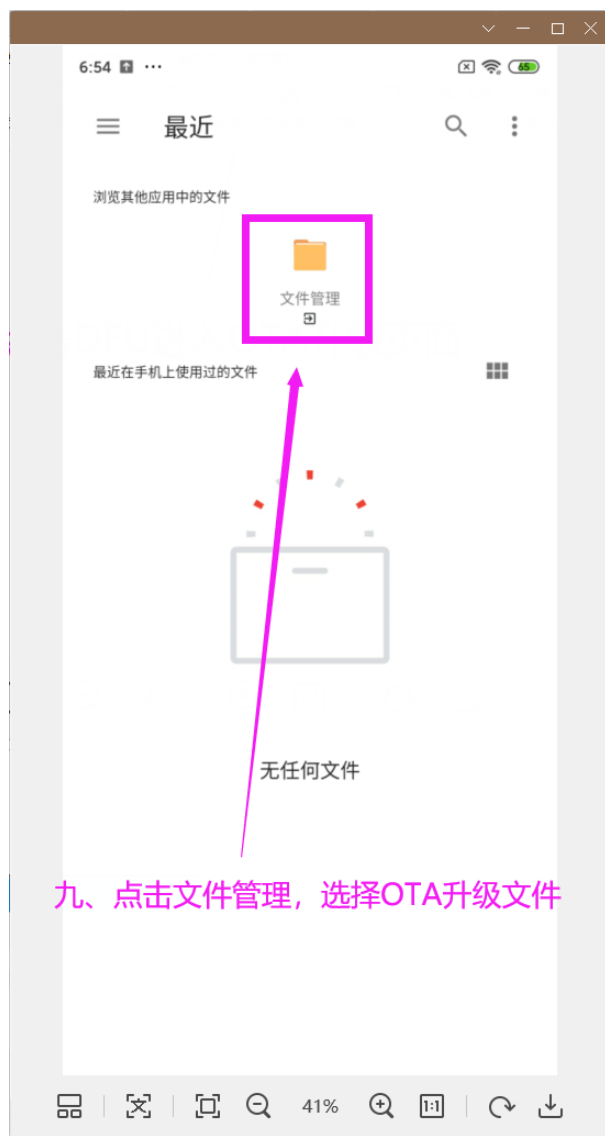 6:54 ...
65
最近
浏览其他应用中的文件
文件管理
最近在手机上使用过的文件
无任何文件
九、点击文件管理，选择OTA升级文件
文 41% 1:1